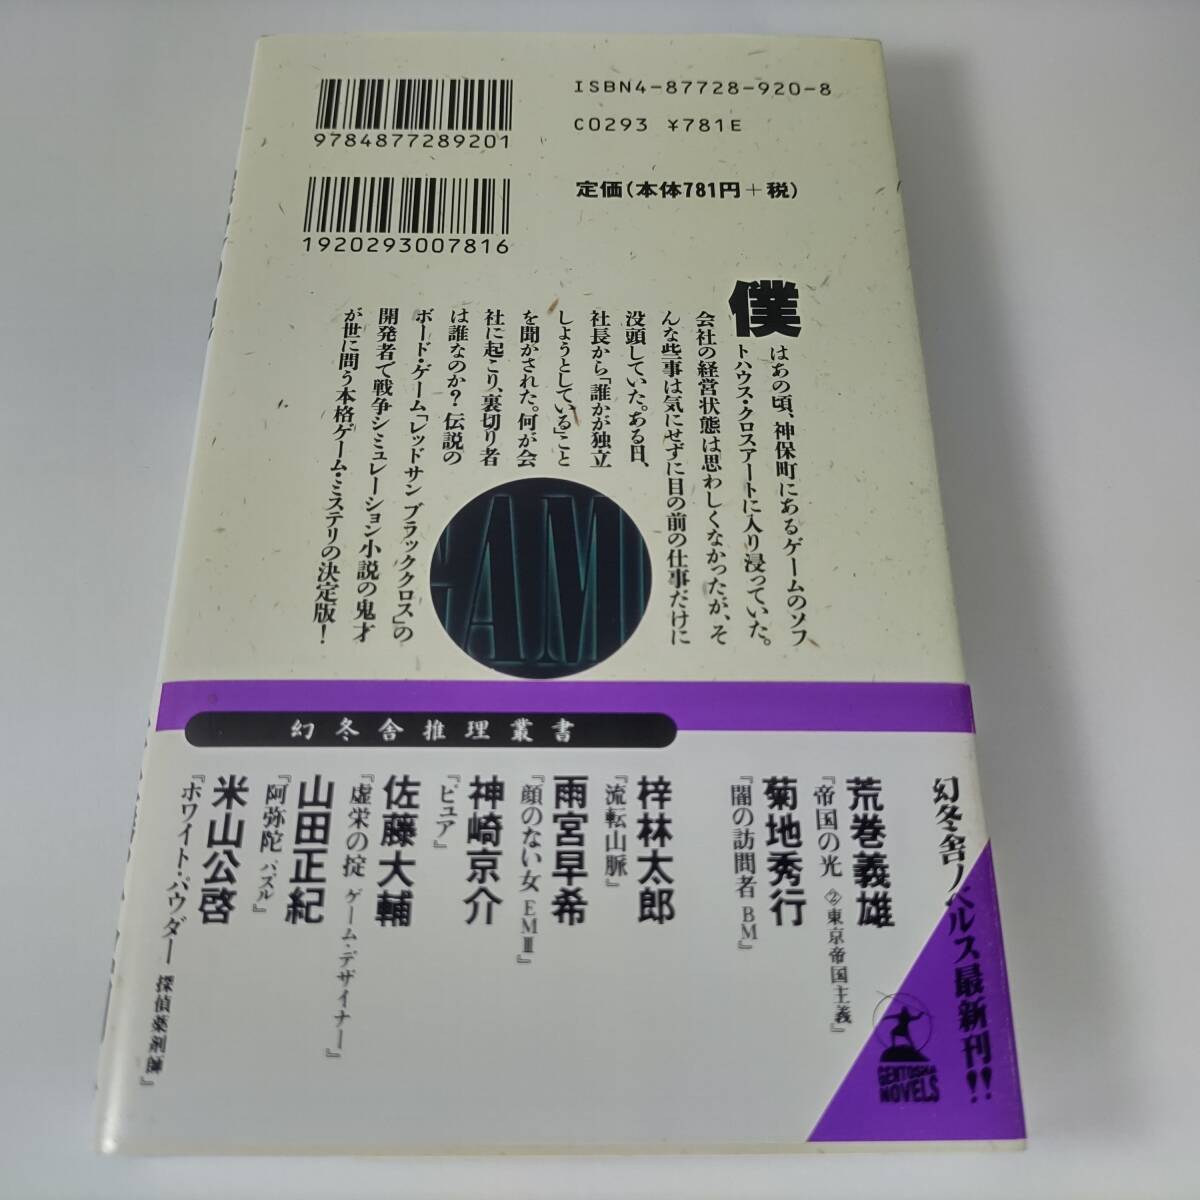 ISBN4-87728-920-8
C0293 ¥781E
9784877289201
定価(本体781円+税)
1920293007816
僕はあの頃、神保町にあるゲームのソフ
トハウス・クロスアートに入り浸っていた。
会社の経営状態は思わしくなかったが、そ
んな些事は気にせずに目の前の仕事だけに
没頭していた。ある日、
社長から「誰かが独立
しようとしている」こと
を聞かされた。何が会
社に起こり、裏切り者
は誰なのか? 伝説の
ボード・ゲーム「レッドサン ブラッククロス」の
開発者で戦争シミュレーション小説の鬼才
が世に問う本格ゲーム・ミステリの決定版!
GAM
幻冬舎ノベルス最新刊!!
荒巻義雄
『帝国の光 ②東京帝国主義』
菊地秀行
『闇の訪問者 BM』
幻冬舎推理叢書
梓林太郎
『流転山脈』
雨宮早希
『顔のない女 EMⅢ』
神崎京介
『ピュア』
佐藤大輔
『虚栄の掟 ゲーム・デザイナー』
山田正紀
『阿弥陀 パズル』
米山公啓
『ホワイト・パウダー 探偵薬剤師』
GENTOSHA
NOVELS